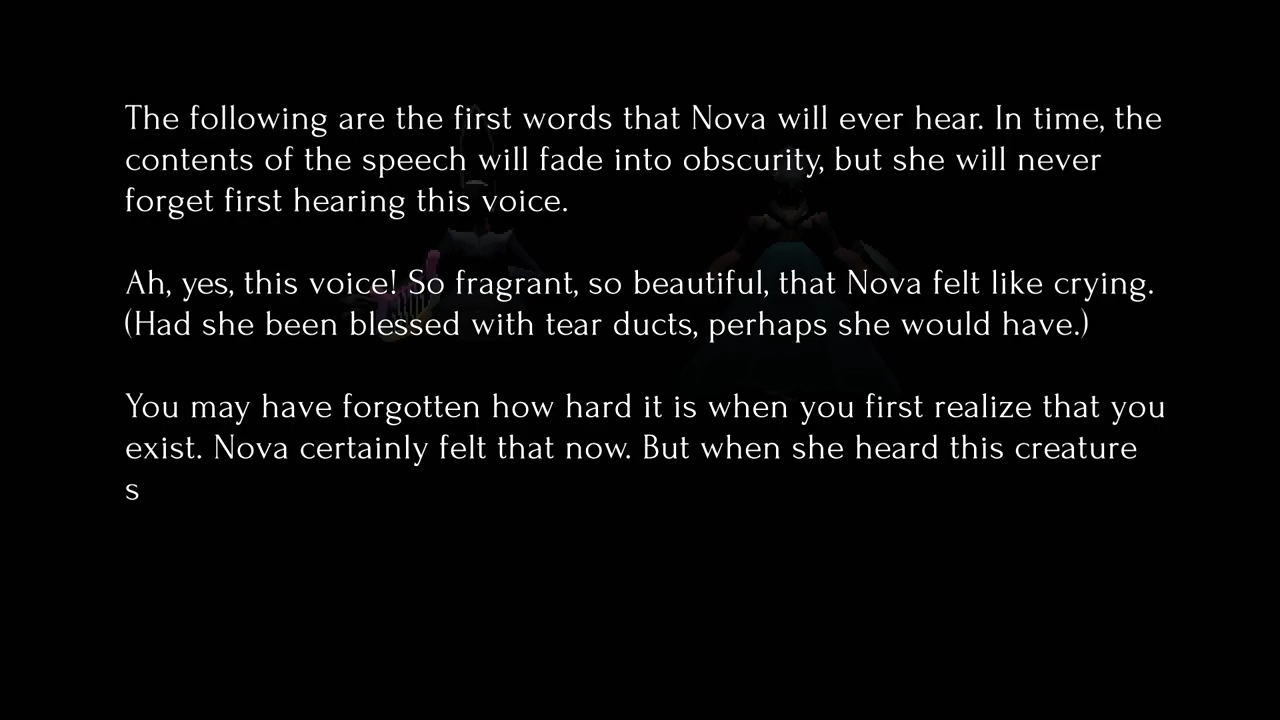 The following are the first words that Nova will ever hear. In time, the
contents of the speech will fade into obscurity, but she will never
forget first hearing this voice.
Ah, yes, this voice! So fragrant, so beautiful, that Nova felt like crying.
(Had she been blessed with tear ducts, perhaps she would have.)
You may have forgotten how hard it is when you first realize that you
exist. Nova certainly felt that now. But when she heard this creature
s